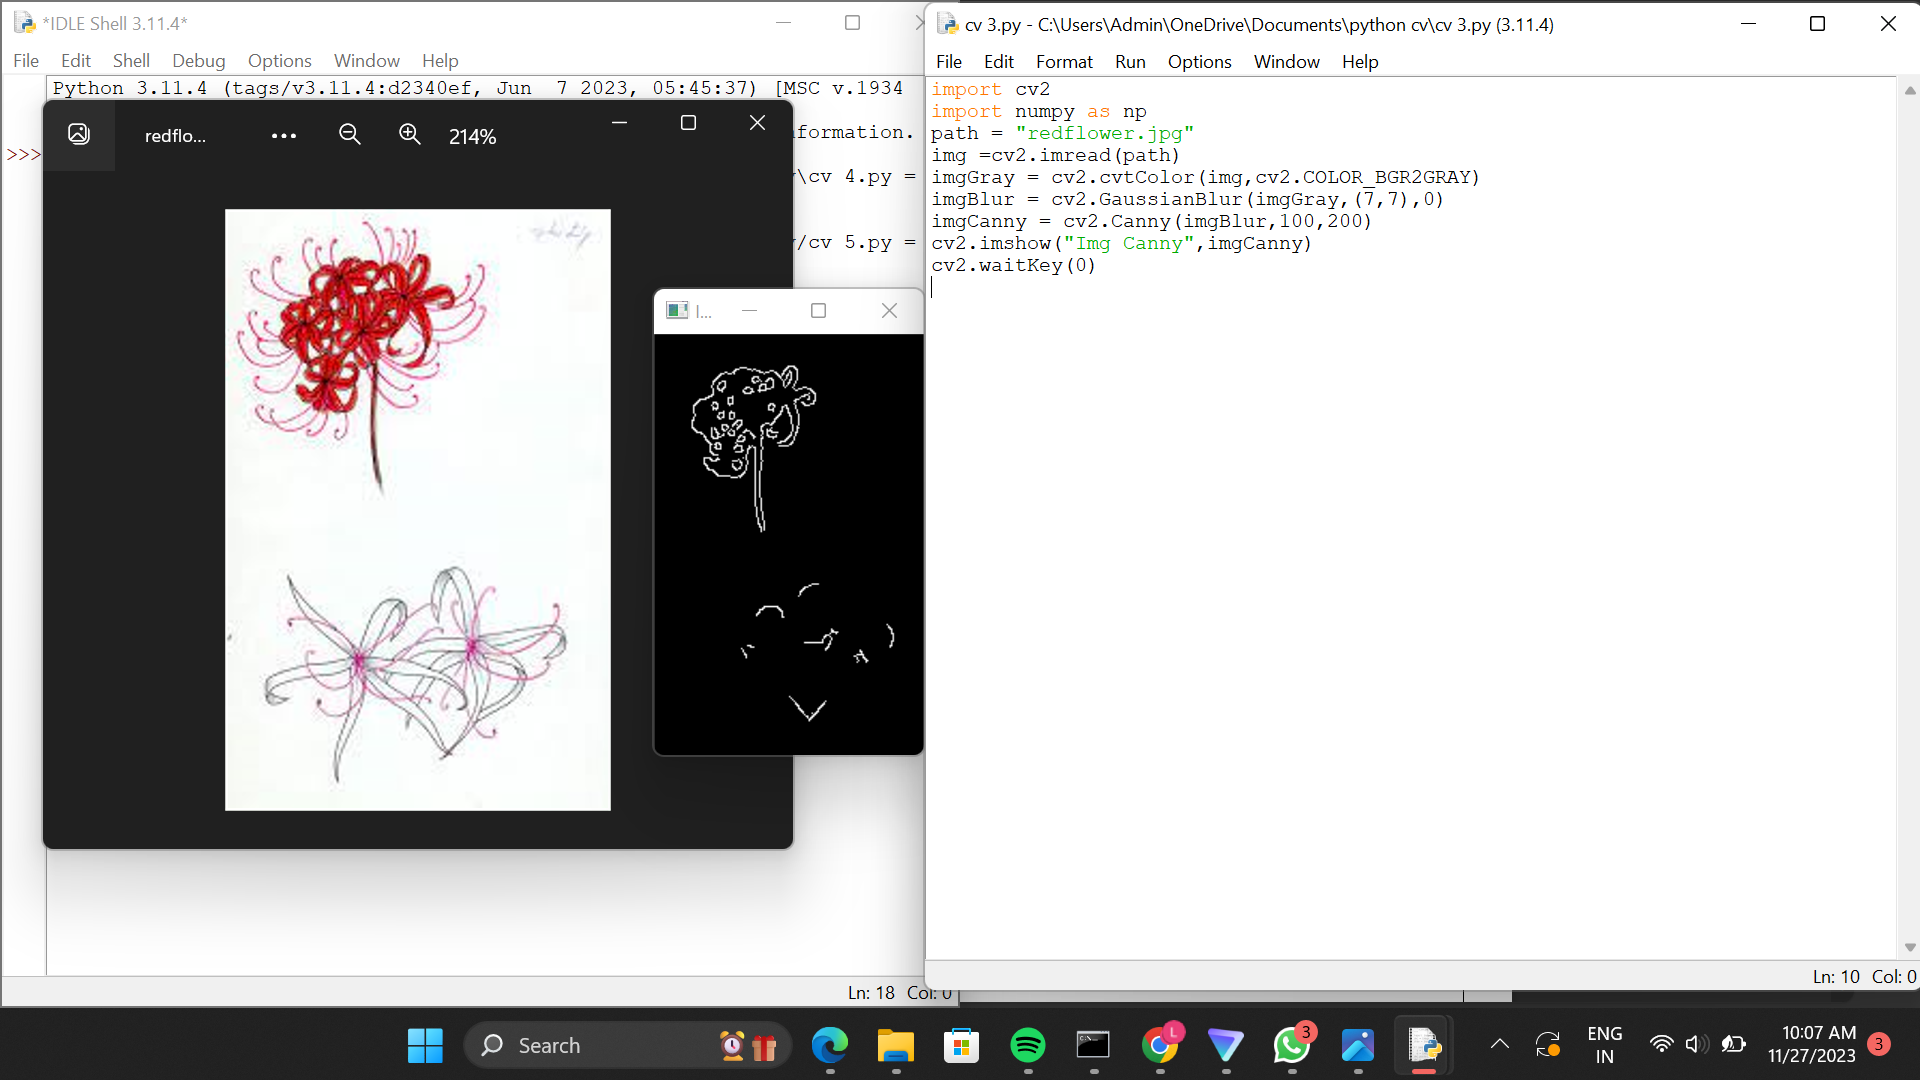 *IDLE Shell 3.11.4*
File Edit Shell Debug Options Window Help
Python 3.11.4 (tags/v3.11.4:d2340ef, Jun  7 2023, 05:45:37) [MSC v.1934
formation.
>>>
\cv 4.py =
/cv 5.py =
redflo...
214%
I...
Ln: 18 Col: 0
cv 3.py - C:\Users\Admin\OneDrive\Documents\python cv\cv 3.py (3.11.4)
File Edit Format Run Options Window Help
import cv2
import numpy as np
path = "redflower.jpg"
img =cv2.imread(path)
imgGray = cv2.cvtColor(img,cv2.COLOR_BGR2GRAY)
imgBlur = cv2.GaussianBlur(imgGray,(7,7),0)
imgCanny = cv2.Canny(imgBlur,100,200)
cv2.imshow("Img Canny",imgCanny)
cv2.waitKey(0)
Ln: 10 Col: 0
Search
L
3
ENG
IN
10:07 AM
11/27/2023
3